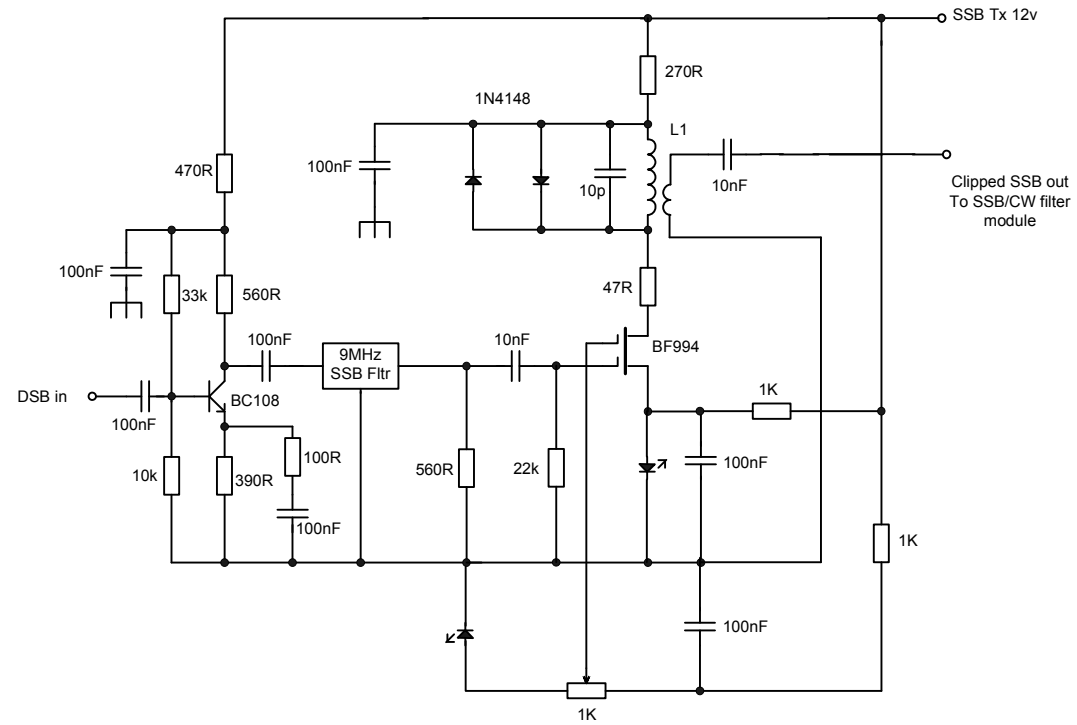 SSB Tx 12v
270R
1N4148
L1
470R
100nF
10p
10nF
Clipped SSB out
To SSB/CW filter
module
100nF
33k
560R
47R
100nF
9MHz
SSB Fltr
10nF
BF994
DSB in
100nF
BC108
1K
10k
390R
100R
560R
22k
100nF
100nF
1K
100nF
1K